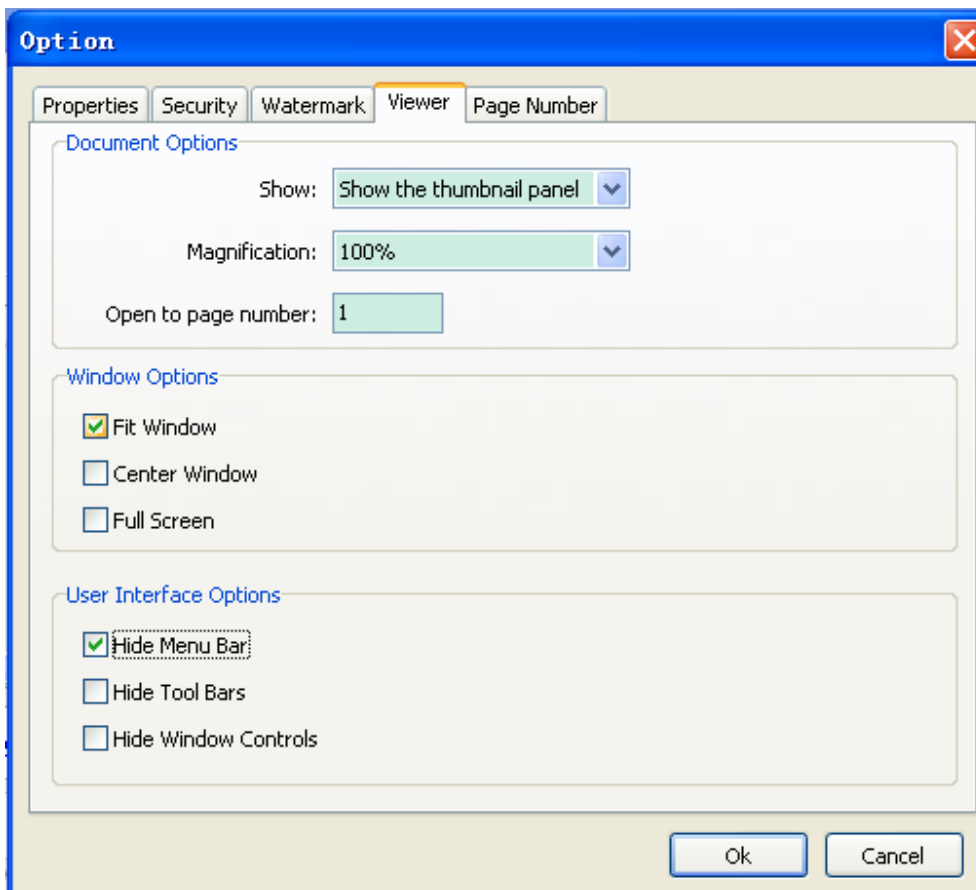 Option
Properties Security Watermark Viewer Page Number
Document Options
Show: Show the thumbnail panel
Magnification: 100%
Open to page number: 1
Window Options
Fit Window
Center Window
Full Screen
User Interface Options
Hide Menu Bar
Hide Tool Bars
Hide Window Controls
Ok Cancel